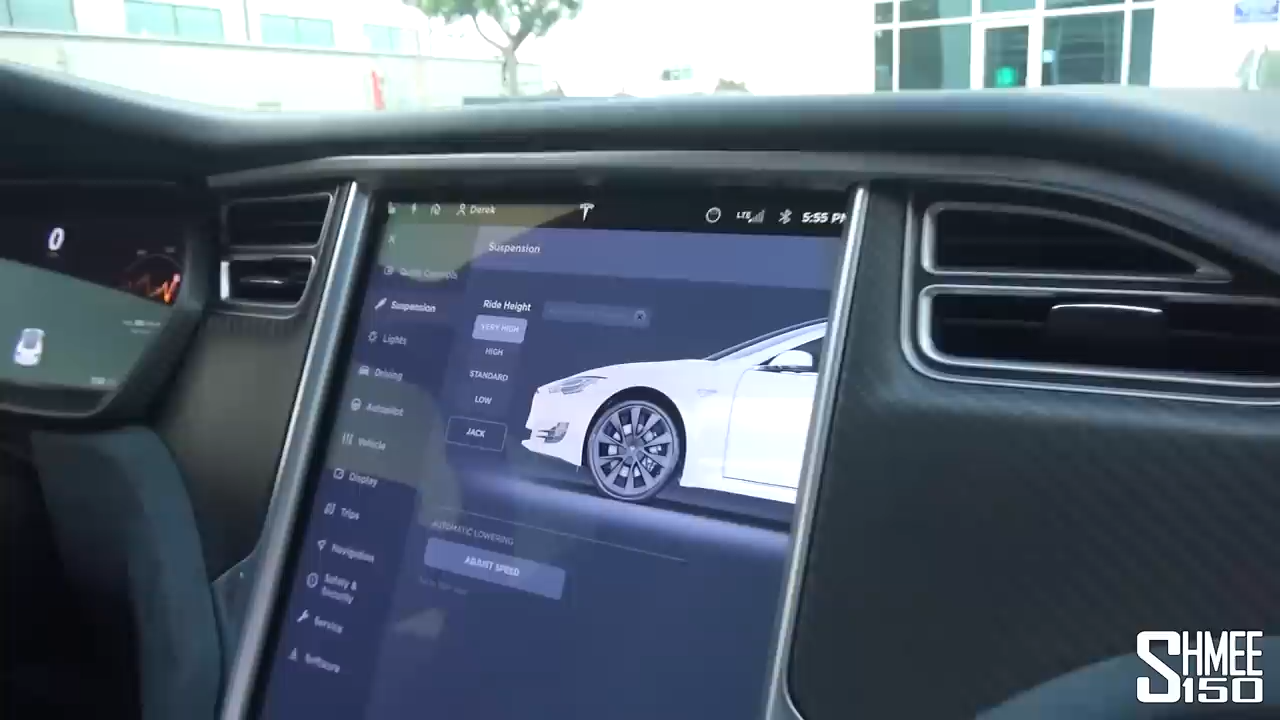 Derek
LTE
5:55 PM
0
Suspension
Quick Controls
Suspension
Lights
Driving
Autopilot
Vehicle
Display
Trips
Navigation
Safety &
Security
Service
Software
Ride Height
VERY HIGH
HIGH
STANDARD
LOW
JACK
AUTOMATIC LOWERING
ADJUST SPEED
SHMEE
150